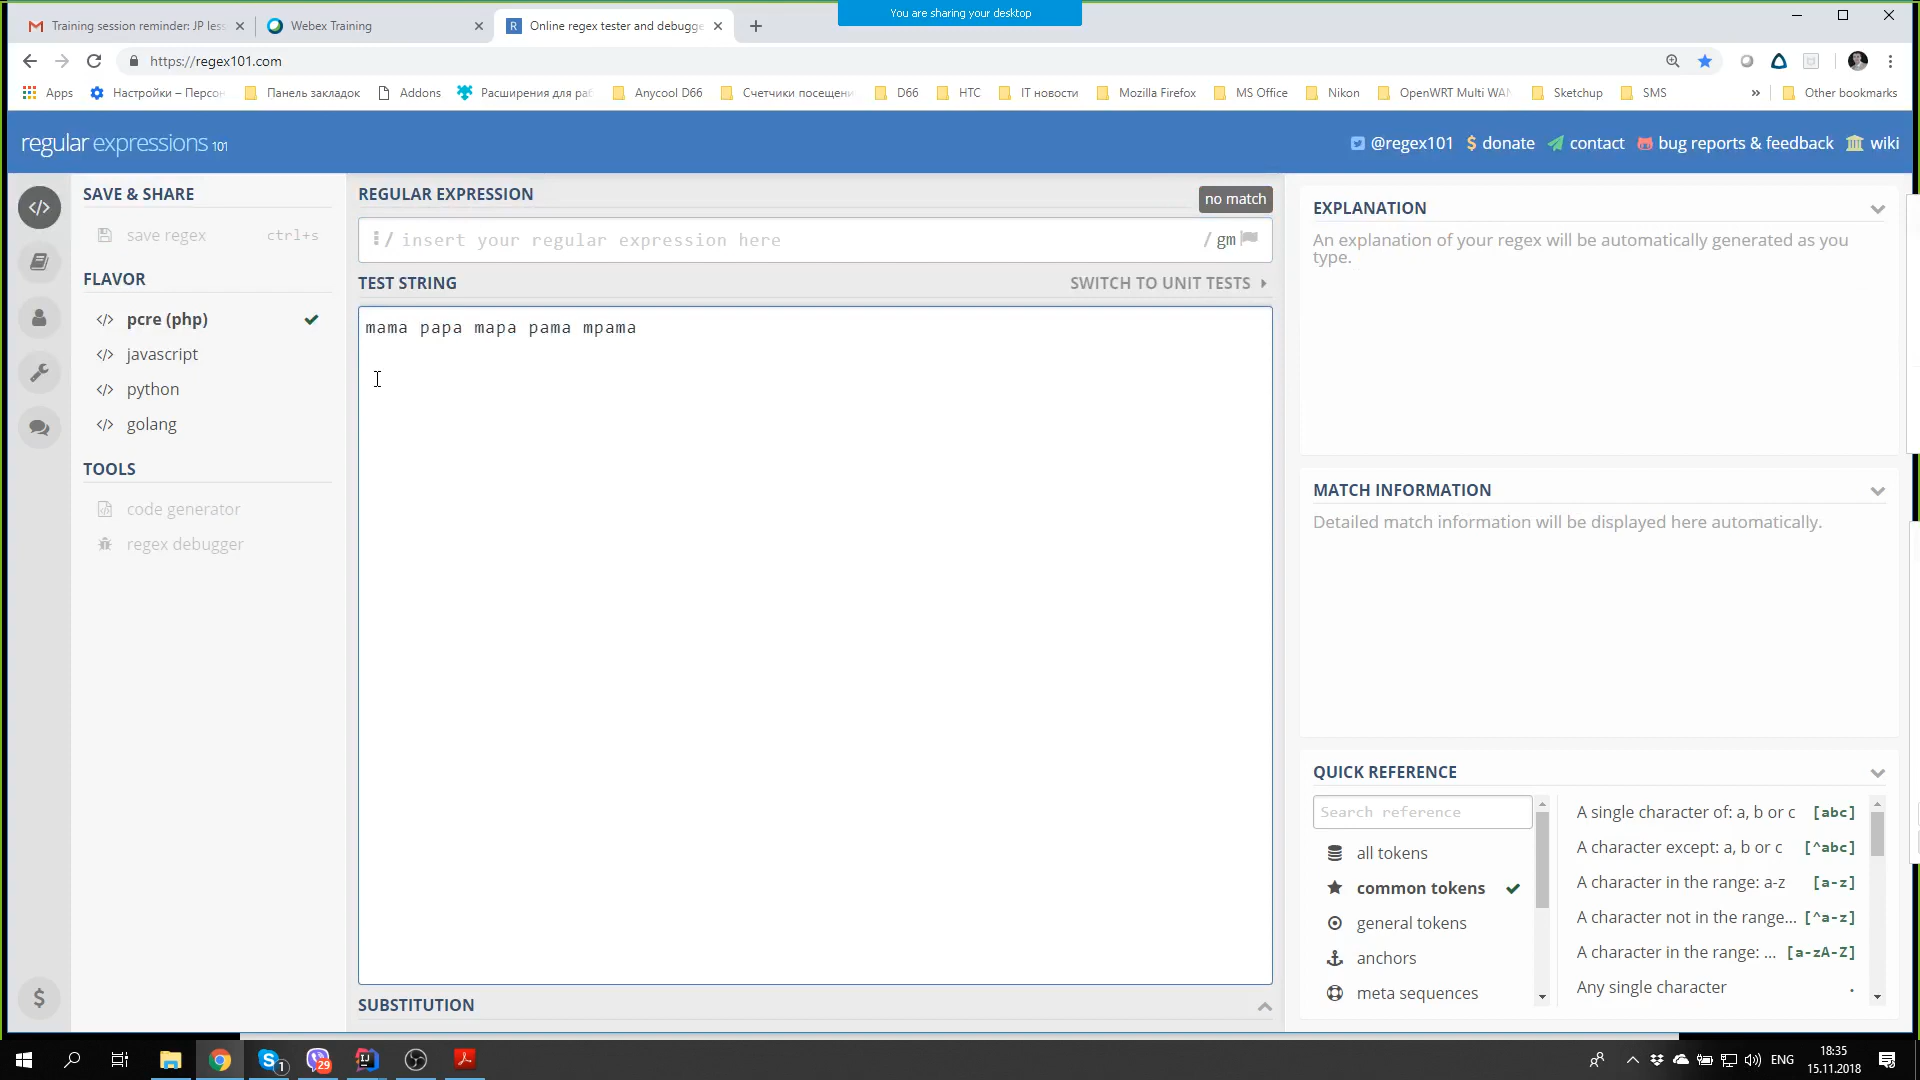 You are sharing your desktop
Training session reminder: JP les
Webex Training
Online regex tester and debugge
https://regex101.com
Apps
Настройки – Персон
Панель закладок
Addons
Расширения для раб
Anycool D66
Счетчики посещени
D66
HTC
IT новости
Mozilla Firefox
MS Office
Nikon
OpenWRT Multi WAN
Sketchup
SMS
»
Other bookmarks
regular expressions 101
@regex101
$ donate
contact
bug reports & feedback
wiki
SAVE & SHARE
save regex ctrl+s
FLAVOR
</> pcre (php)
</> javascript
</> python
</> golang
TOOLS
code generator
regex debugger
$
REGULAR EXPRESSION
no match
/ insert your regular expression here / gm
TEST STRING
SWITCH TO UNIT TESTS
mama papa mapa pama mpama
SUBSTITUTION
EXPLANATION
An explanation of your regex will be automatically generated as you
type.
MATCH INFORMATION
Detailed match information will be displayed here automatically.
QUICK REFERENCE
Search reference
all tokens
common tokens
general tokens
anchors
meta sequences
A single character of: a, b or c [abc]
A character except: a, b or c [^abc]
A character in the range: a-z [a-z]
A character not in the range... [^a-z]
A character in the range: ... [a-zA-Z]
Any single character .
1
29
IJ
ENG
18:35
15.11.2018